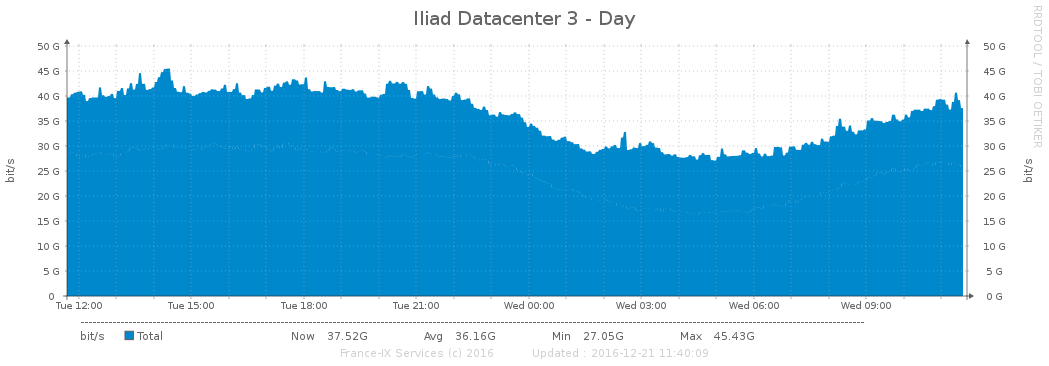 Iliad Datacenter 3 - Day
RRDTOOL / TOBI OETIKER
50 G 50 G
45 G 45 G
40 G 40 G
35 G 35 G
30 G 30 G
25 G 25 G
20 G 20 G
15 G 15 G
10 G 10 G
5 G 5 G
0 0 G
bit/s
bit/s
Tue 12:00 Tue 15:00 Tue 18:00 Tue 21:00 Wed 00:00 Wed 03:00 Wed 06:00 Wed 09:00
bit/s Total Now 37.52G Avg 36.16G Min 27.05G Max 45.43G
France-IX Services (c) 2016 Updated : 2016-12-21 11:40:09